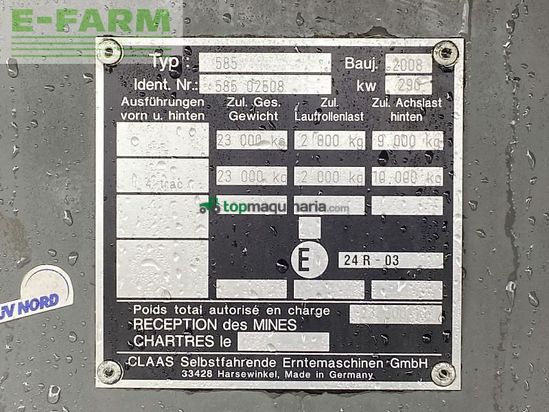 E-FARM
Typ : 585 Bauj. 2008
Ident. Nr.: 585 02508 kw 290
Ausführungen vorn u. hinten Zul. Ges. Gewicht Zul. Laufrollenlast Zul. Achslast hinten
23 000 kg 2 800 kg 9 000 kg
23 000 kg 2 800 kg 10 000 kg
topmaquinaria.com
E 24 R - 03
Poids total autorisé en charge
RECEPTION des MINES
CHARTRES le
CLAAS Selbstfahrende Erntemaschinen GmbH
33428 Harsewinkel, Made in Germany
NORD